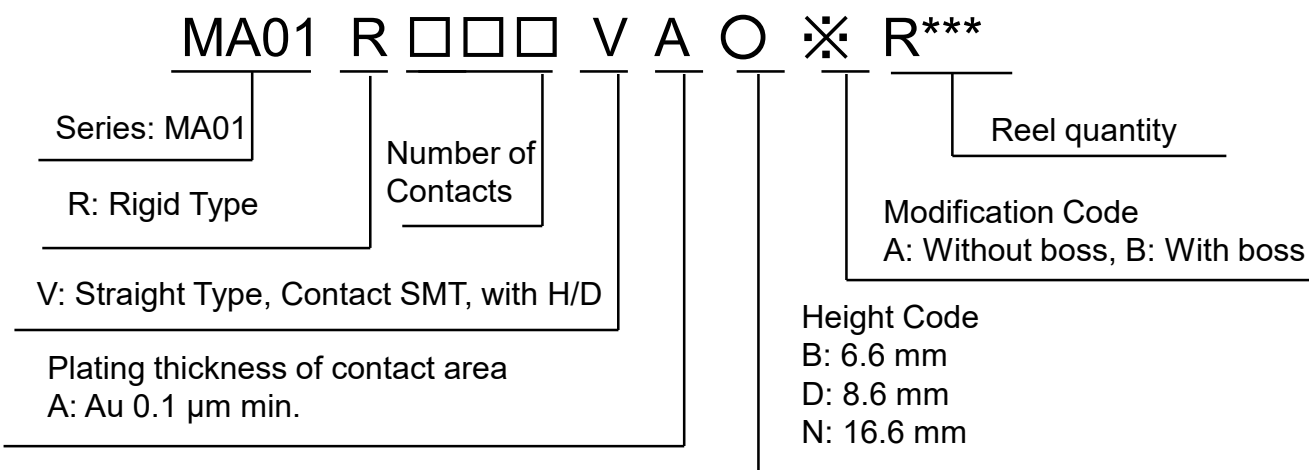 MA01 R □□□ V A ○ ※ R***
Series: MA01
R: Rigid Type
Number of
Contacts
V: Straight Type, Contact SMT, with H/D
Plating thickness of contact area
A: Au 0.1 μm min.
Reel quantity
Modification Code
A: Without boss, B: With boss
Height Code
B: 6.6 mm
D: 8.6 mm
N: 16.6 mm